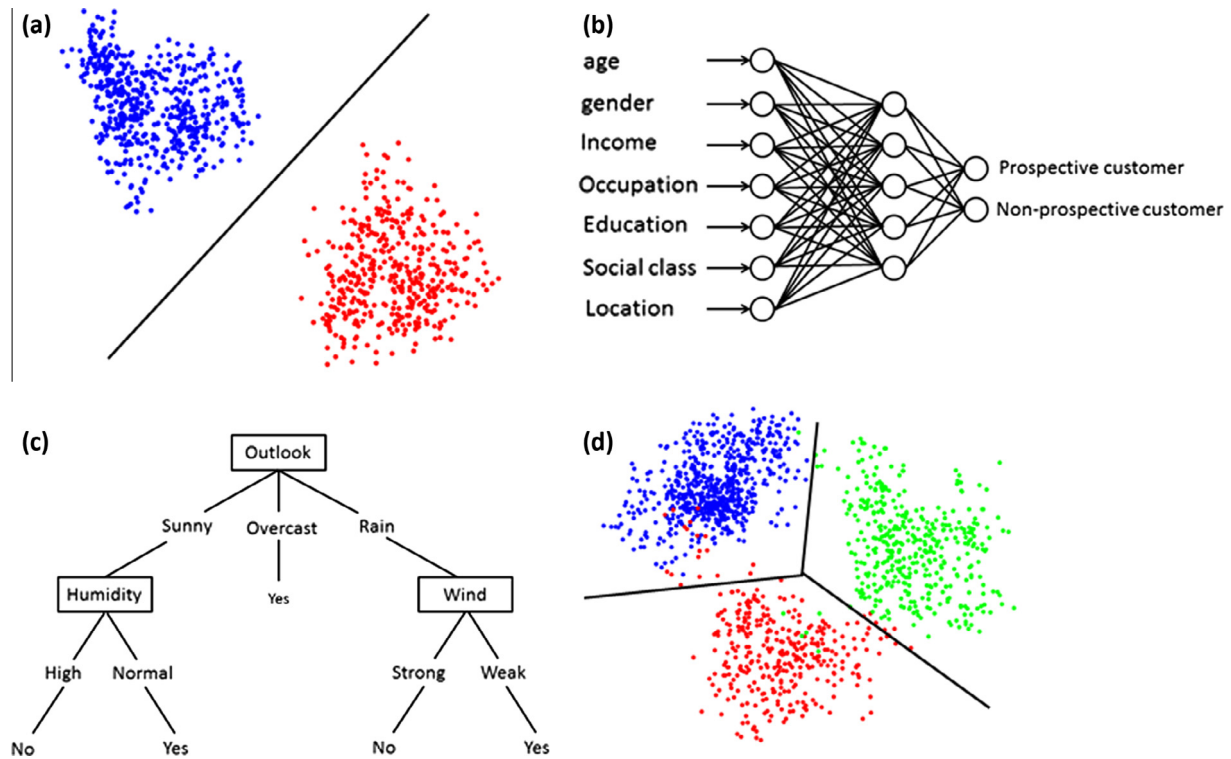 (a)
(b)
age
gender
Income
Occupation
Education
Social class
Location
Prospective customer
Non-prospective customer
(c)
Outlook
Sunny Overcast Rain
Humidity Yes Wind
High Normal Strong Weak
No Yes No Yes
(d)